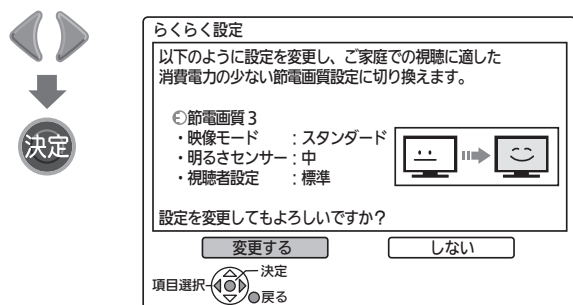 らくらく設定
以下のように設定を変更し、ご家庭での視聴に適した
消費電力の少ない節電画質設定に切り換えます。
節電画質3
・映像モード :スタンダード
・明るさセンサー:中
・視聴者設定 :標準
決定
設定を変更してもよろしいですか?
変更する しない
項目選択 決定
戻る